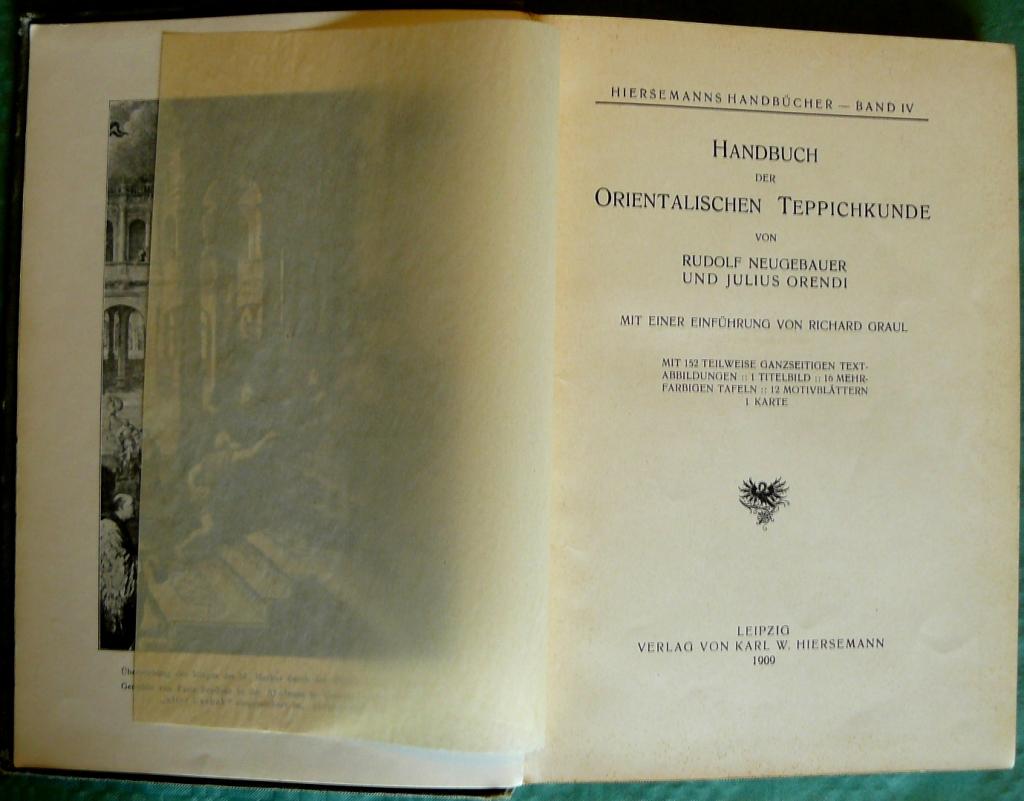 HIERSEMANNS HANDBÜCHER — BAND IV
HANDBUCH
DER
ORIENTALISCHEN TEPPICHKUNDE
VON
RUDOLF NEUGEBAUER
UND JULIUS ORENDI
MIT EINER EINFÜHRUNG VON RICHARD GRAUL
MIT 152 TEILWEISE GANZSEITIGEN TEXT-
ABBILDUNGEN :: 1 TITELBILD :: 16 MEHR-
FARBIGEN TAFELN :: 12 MOTIVBLÄTTERN
1 KARTE
LEIPZIG
VERLAG VON KARL W. HIERSEMANN
1909